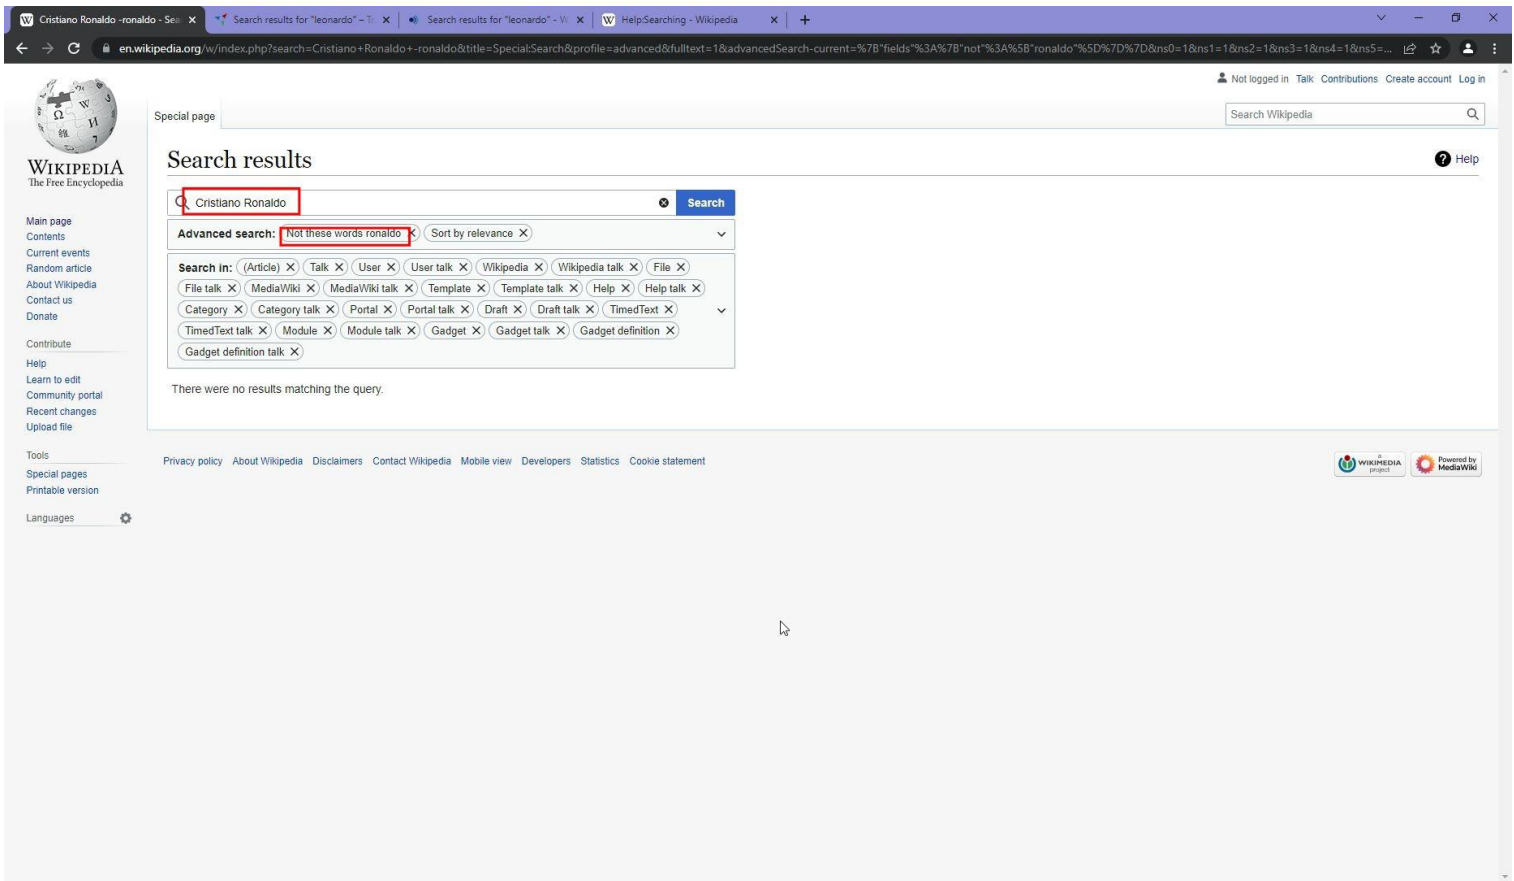 Cristiano Ronaldo -ronaldo - Sea
Search results for "leonardo" – Tr
Search results for "leonardo" - W
Help:Searching - Wikipedia
en.wikipedia.org/w/index.php?search=Cristiano+Ronaldo+-ronaldo&title=Special:Search&profile=advanced&fulltext=1&advancedSearch-current=%7B"fields"%3A%7B"not"%3A%5B"ronaldo"%5D%7D%7D&ns0=1&ns1=1&ns2=1&ns3=1&ns4=1&ns5=...
Not logged in Talk Contributions Create account Log in
Special page
Search Wikipedia
WIKIPEDIA
The Free Encyclopedia
Search results
Help
Cristiano Ronaldo
Search
Advanced search: Not these words ronaldo Sort by relevance
Search in: (Article) Talk User User talk Wikipedia Wikipedia talk File
File talk MediaWiki MediaWiki talk Template Template talk Help Help talk
Category Category talk Portal Portal talk Draft Draft talk TimedText
TimedText talk Module Module talk Gadget Gadget talk Gadget definition
Gadget definition talk
There were no results matching the query.
Main page
Contents
Current events
Random article
About Wikipedia
Contact us
Donate
Contribute
Help
Learn to edit
Community portal
Recent changes
Upload file
Tools
Special pages
Printable version
Languages
Privacy policy About Wikipedia Disclaimers Contact Wikipedia Mobile view Developers Statistics Cookie statement
a
WIKIMEDIA
project
Powered by
MediaWiki